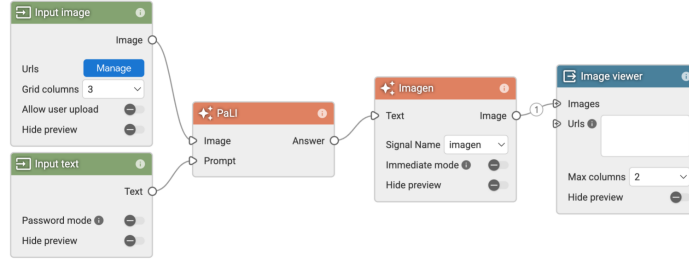 Input image
Image
Urls Manage
Grid columns 3
Allow user upload
Hide preview
Input text
Text
Password mode
Hide preview
PaLI
Image Answer
Prompt
Imagen
Text Image
Signal Name imagen
Immediate mode
Hide preview
1
Image viewer
Images
Urls
Max columns 2
Hide preview